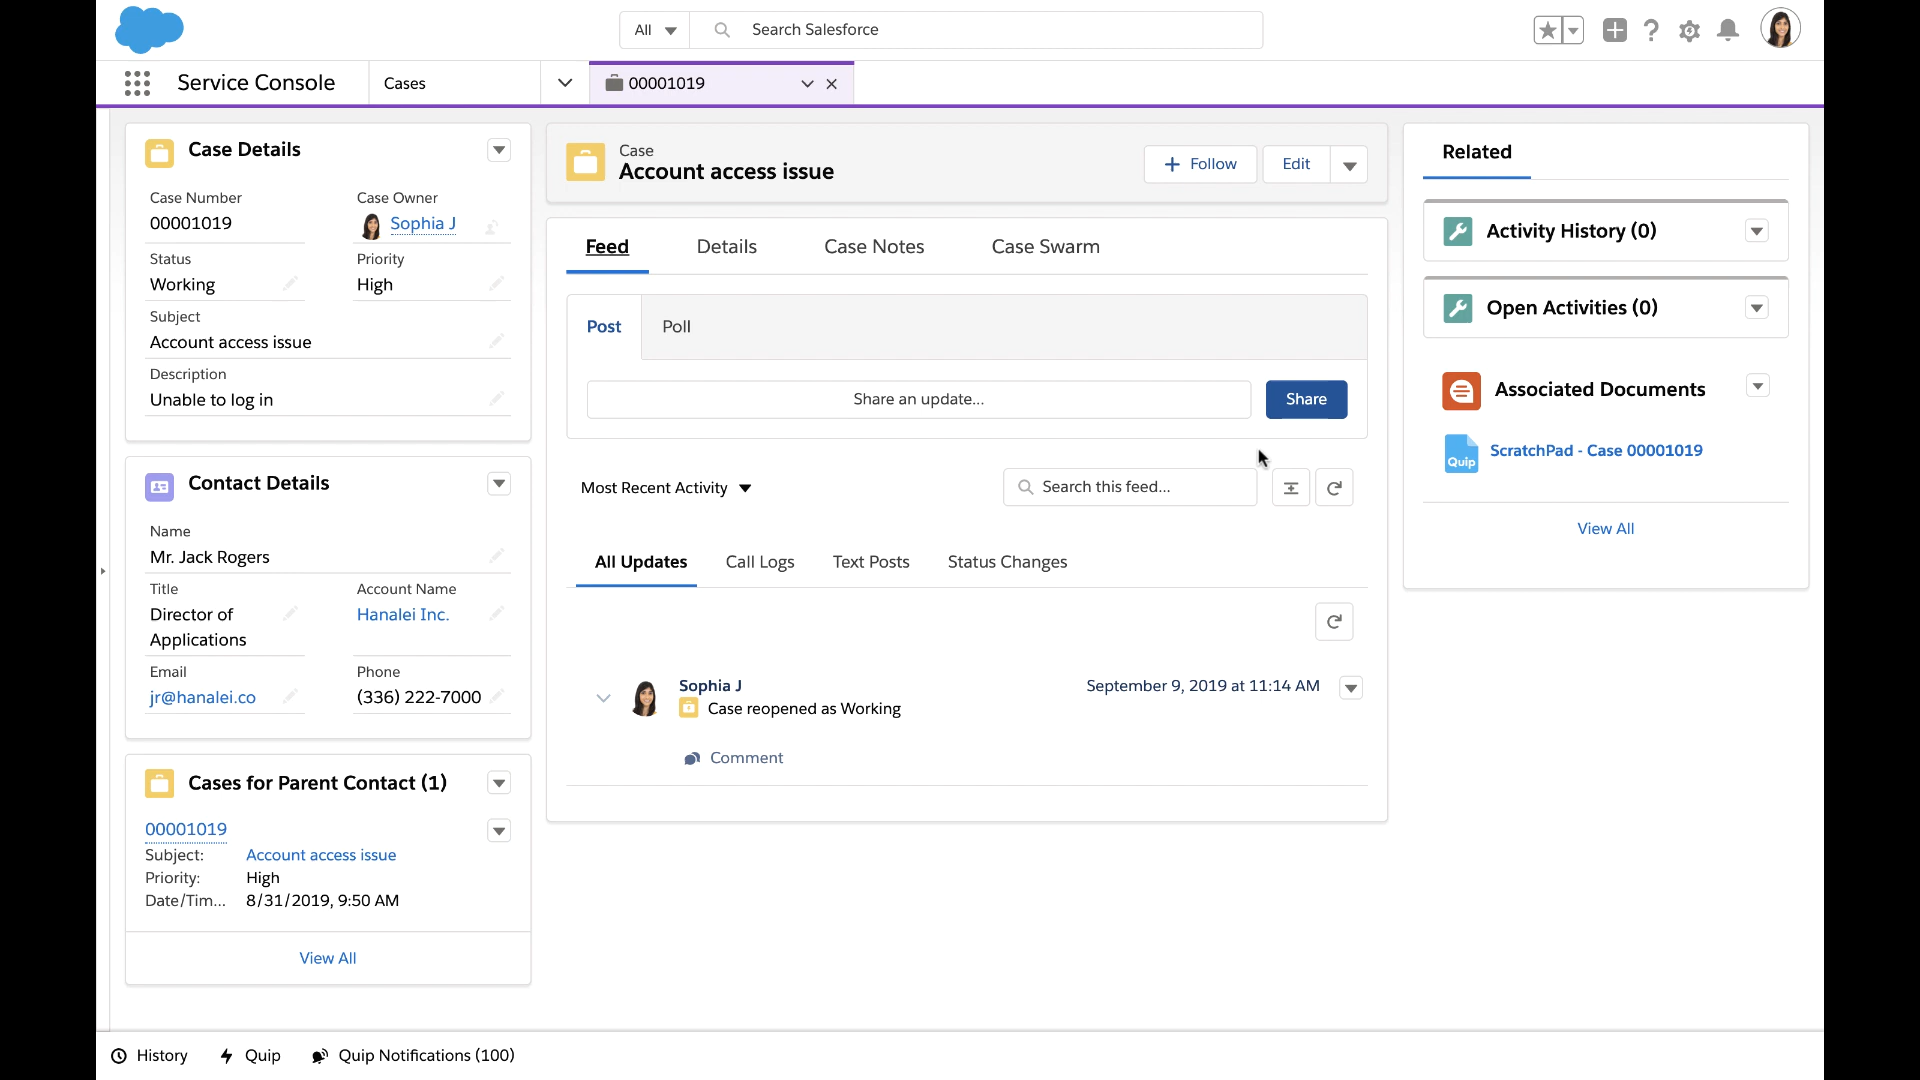 All
Search Salesforce
Service Console
Cases
00001019
Case Details
Case Number
00001019
Case Owner
Sophia J
Status
Working
Priority
High
Subject
Account access issue
Description
Unable to log in
Contact Details
Name
Mr. Jack Rogers
Title
Director of
Applications
Account Name
Hanalei Inc.
Email
jr@hanalei.co
Phone
(336) 222-7000
Cases for Parent Contact (1)
00001019
Subject: Account access issue
Priority: High
Date/Tim... 8/31/2019, 9:50 AM
View All
Case
Account access issue
Follow
Edit
Feed
Details
Case Notes
Case Swarm
Post
Poll
Share an update...
Share
Most Recent Activity
Search this feed...
All Updates
Call Logs
Text Posts
Status Changes
Sophia J
September 9, 2019 at 11:14 AM
Case reopened as Working
Comment
Related
Activity History (0)
Open Activities (0)
Associated Documents
Quip
ScratchPad - Case 00001019
View All
History
Quip
Quip Notifications (100)